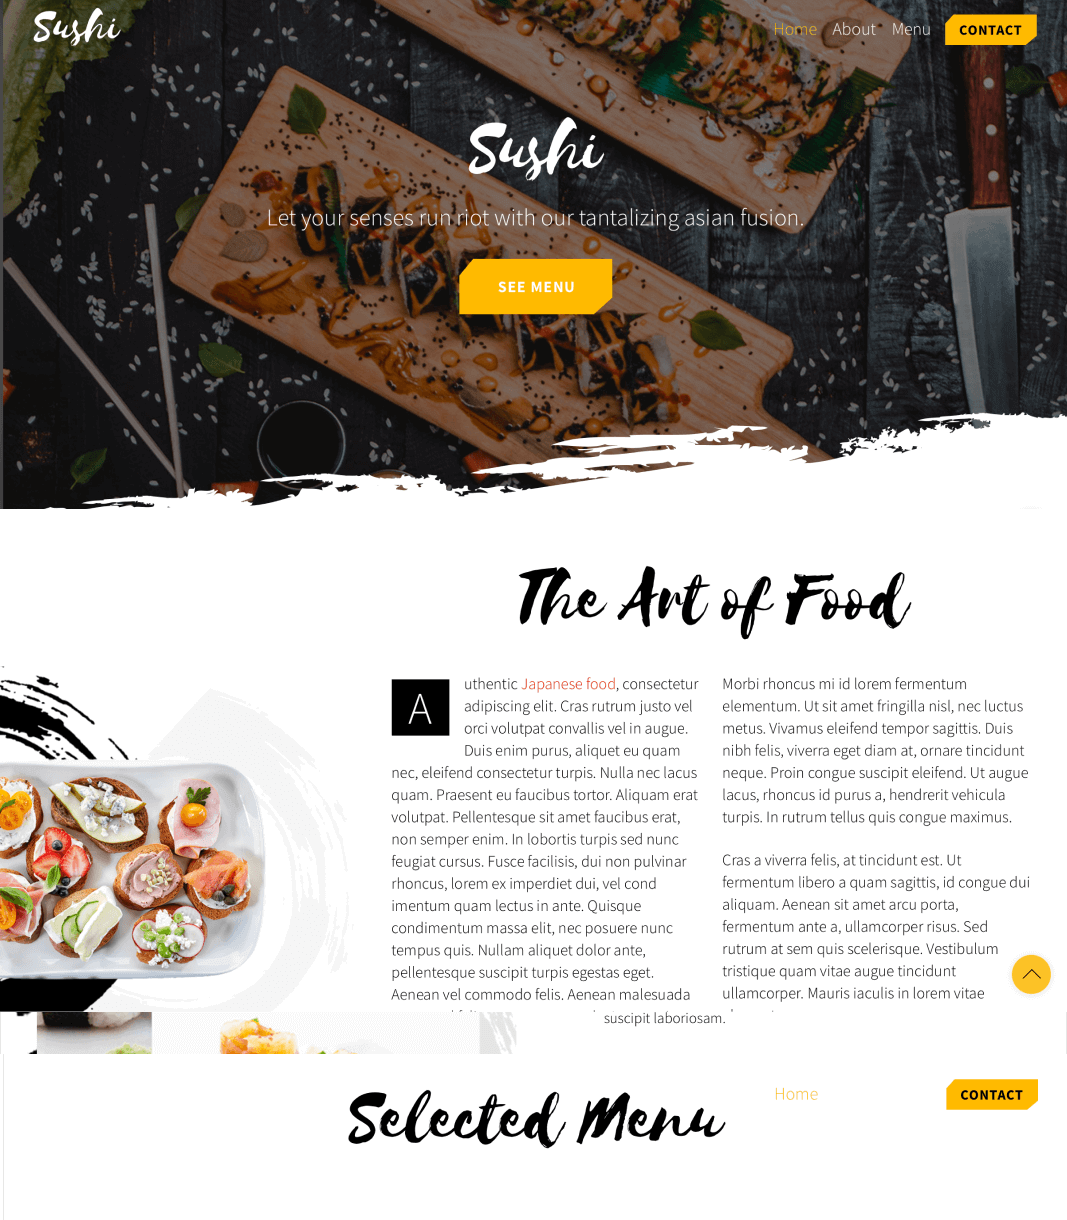 Sushi
Home About Menu CONTACT
Sushi
Let your senses run riot with our tantalizing asian fusion.
SEE MENU
The Art of Food
A
uthentic Japanese food, consectetur
adipiscing elit. Cras rutrum justo vel
orci volutpat convallis vel in augue.
Duis enim purus, aliquet eu quam
nec, eleifend consectetur turpis. Nulla nec lacus
quam. Praesent eu faucibus tortor. Aliquam erat
volutpat. Pellentesque sit amet faucibus erat,
non semper enim. In lobortis turpis sed nunc
feugiat cursus. Fusce facilisis, dui non pulvinar
rhoncus, lorem ex imperdiet dui, vel cond
imentum quam lectus in ante. Quisque
condimentum massa elit, nec posuere nunc
tempus quis. Nullam aliquet dolor ante,
pellentesque suscipit turpis egestas eget.
Aenean vel commodo felis. Aenean malesuada
Morbi rhoncus mi id lorem fermentum
elementum. Ut sit amet fringilla nisl, nec luctus
metus. Vivamus eleifend tempor sagittis. Duis
nibh felis, viverra eget diam at, ornare tincidunt
neque. Proin congue suscipit eleifend. Ut augue
lacus, rhoncus id purus a, hendrerit vehicula
turpis. In rutrum tellus quis congue maximus.
Cras a viverra felis, at tincidunt est. Ut
fermentum libero a quam sagittis, id congue dui
aliquam. Aenean sit amet arcu porta,
fermentum ante a, ullamcorper risus. Sed
rutrum at sem quis scelerisque. Vestibulum
tristique quam vitae augue tincidunt
ullamcorper. Mauris iaculis in lorem vitae
suscipit laboriosam.
Home CONTACT
Selected Menu